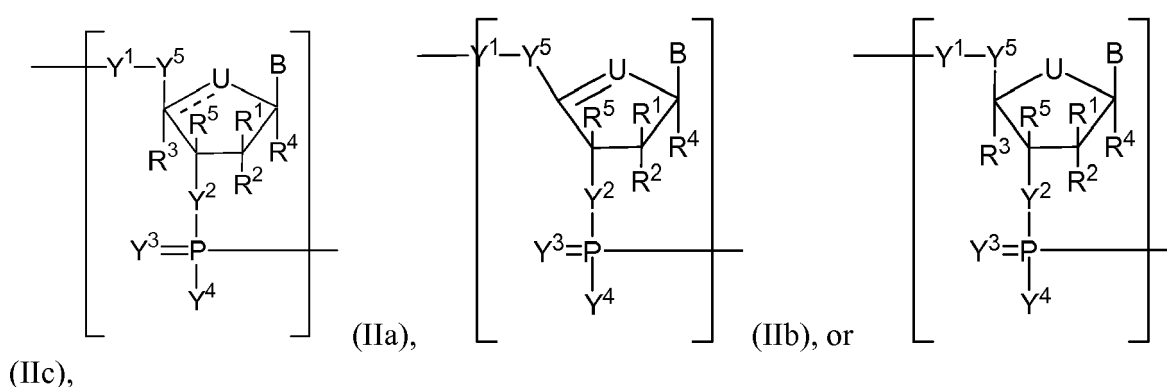 Y¹ Y⁵ U B R⁵ R¹ R³ R² R⁴ Y² Y³=P Y⁴ (IIa),
Y¹ Y⁵ U B R⁵ R¹ R² R⁴ Y² Y³=P Y⁴ (IIb), or
Y¹ Y⁵ U B R⁵ R¹ R³ R² R⁴ Y² Y³=P Y⁴
(IIc),